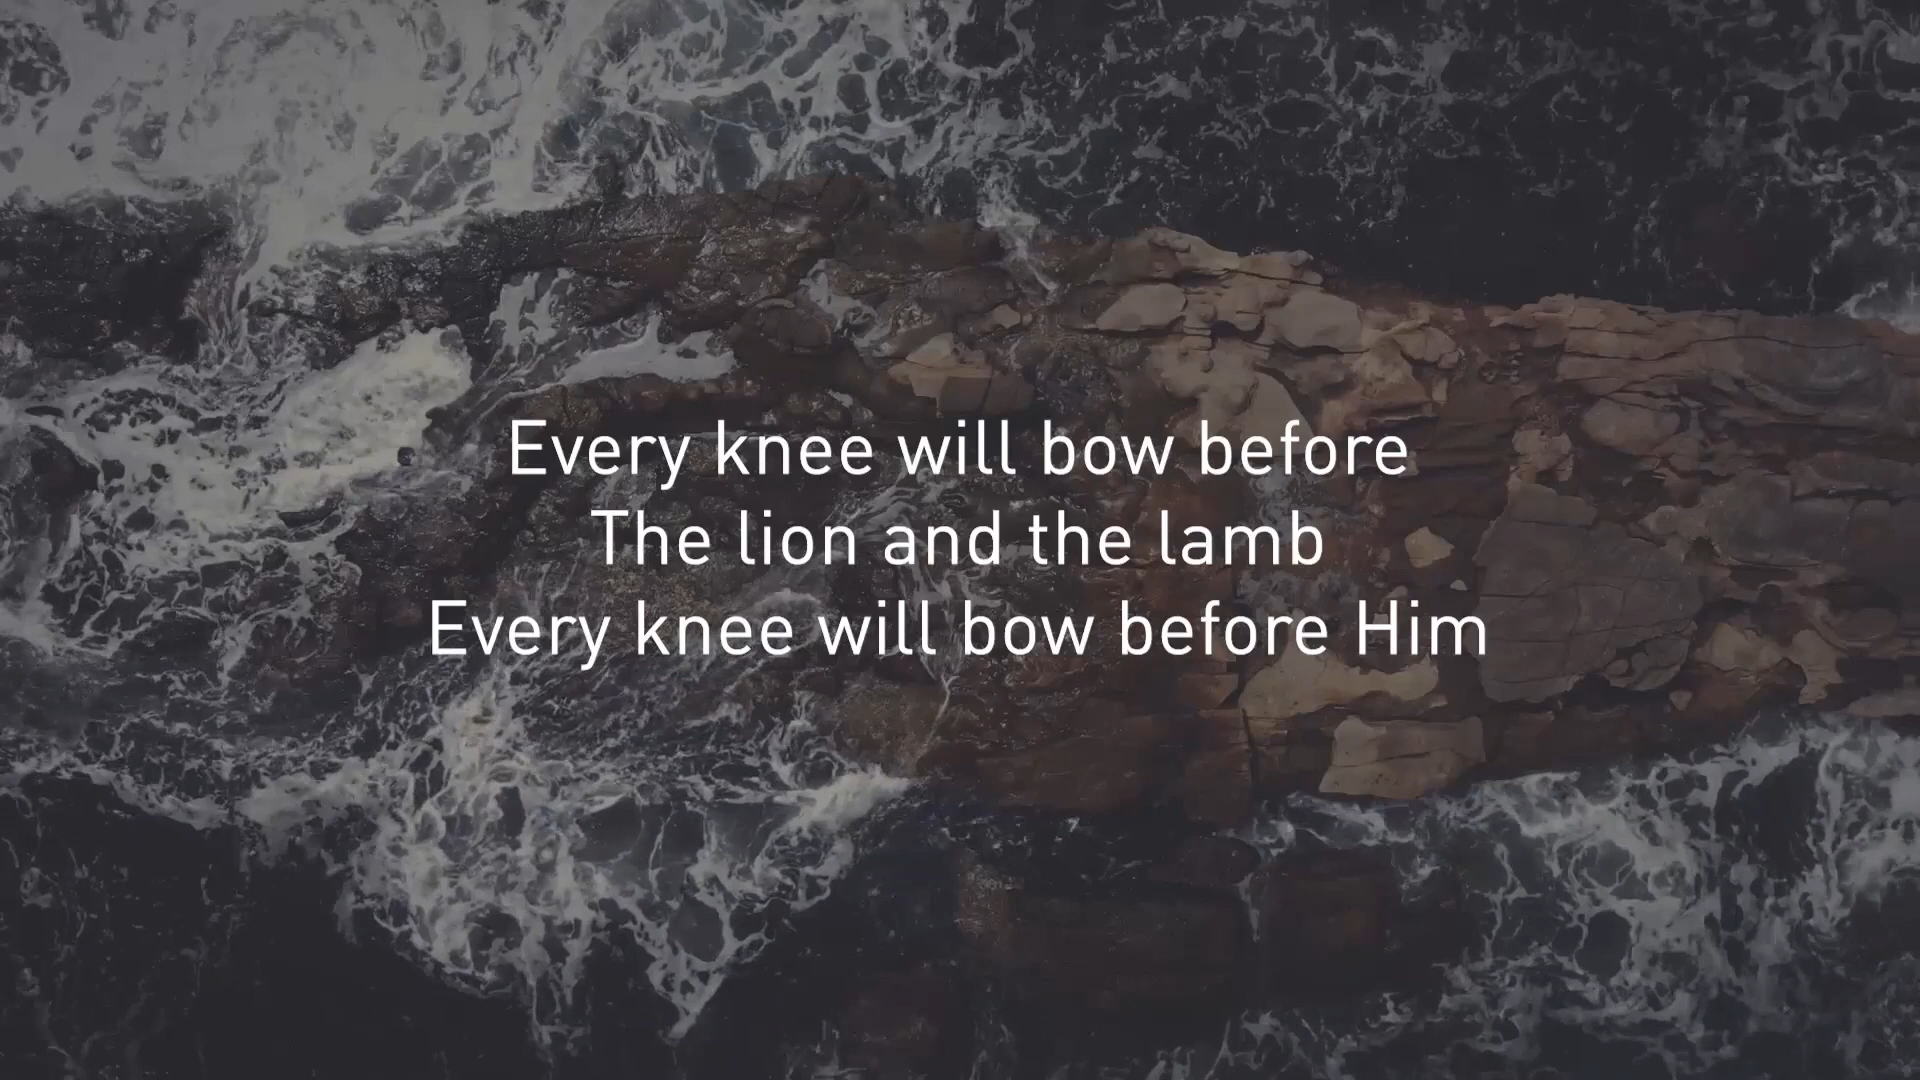 Every knee will bow before
The lion and the lamb
Every knee will bow before Him